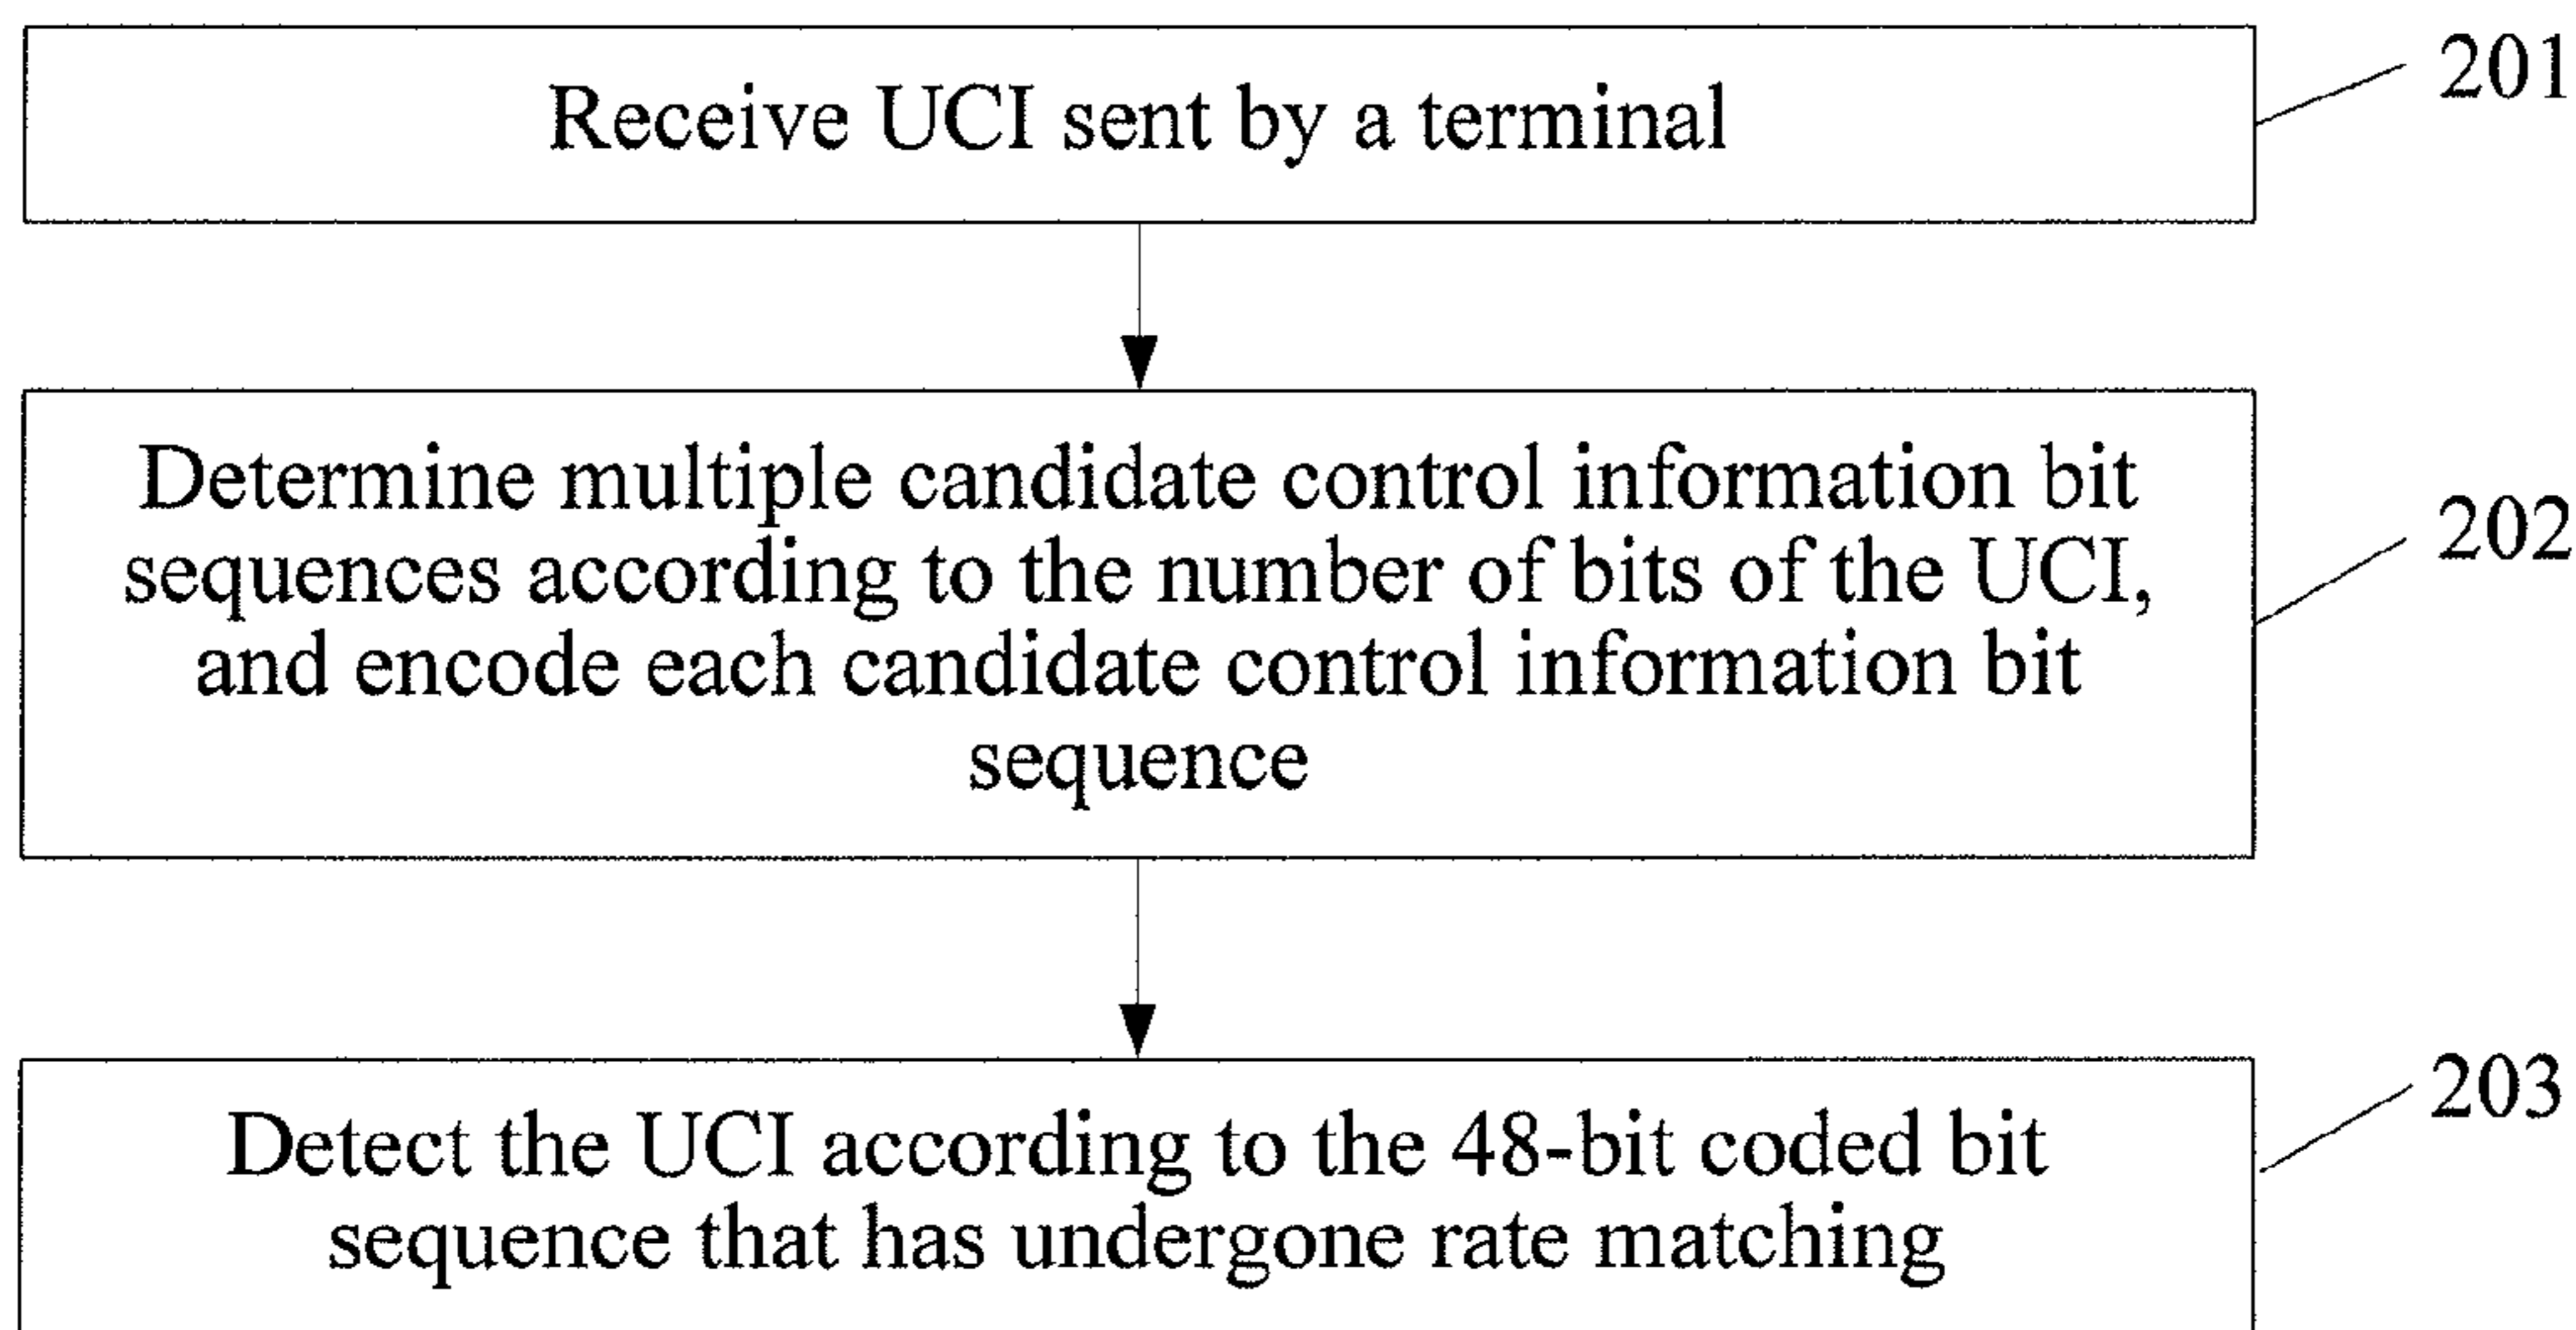 Receive UCI sent by a terminal
201
Determine multiple candidate control information bit
sequences according to the number of bits of the UCI,
and encode each candidate control information bit
sequence
202
Detect the UCI according to the 48-bit coded bit
sequence that has undergone rate matching
203